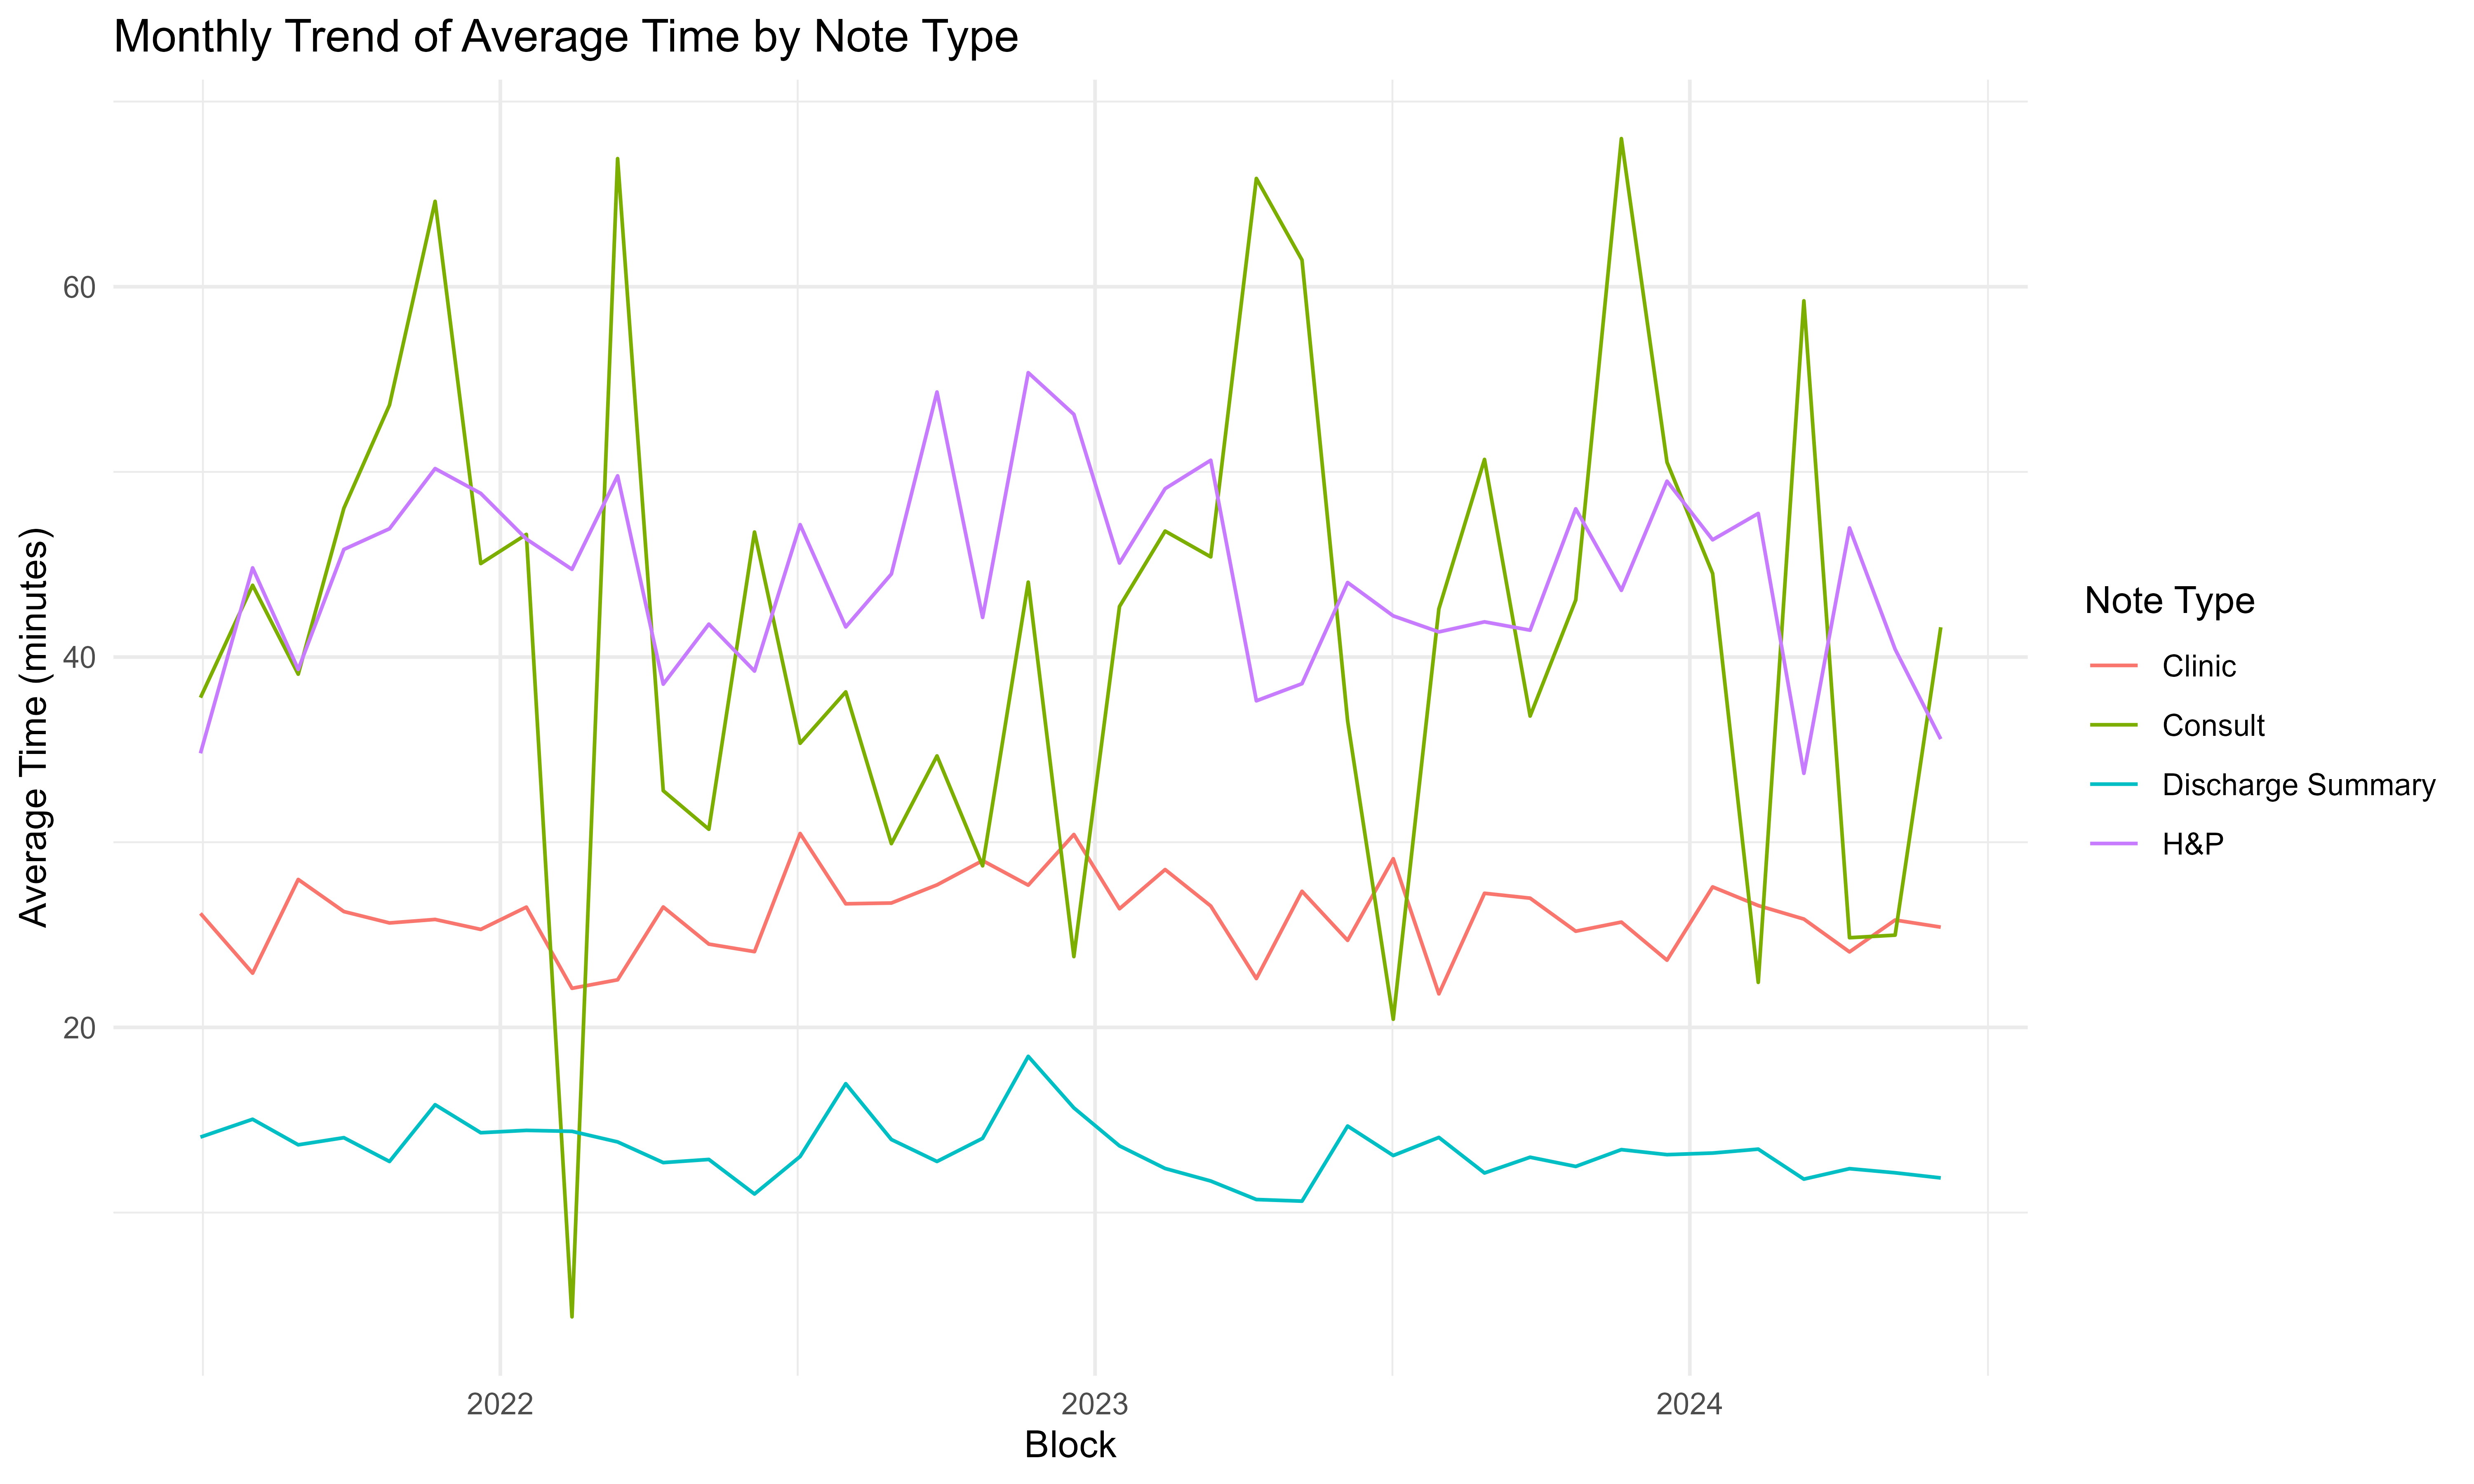 Monthly Trend of Average Time by Note Type
Average Time (minutes)
60
40
20
2022
2023
2024
Block
Note Type
Clinic
Consult
Discharge Summary
H&P